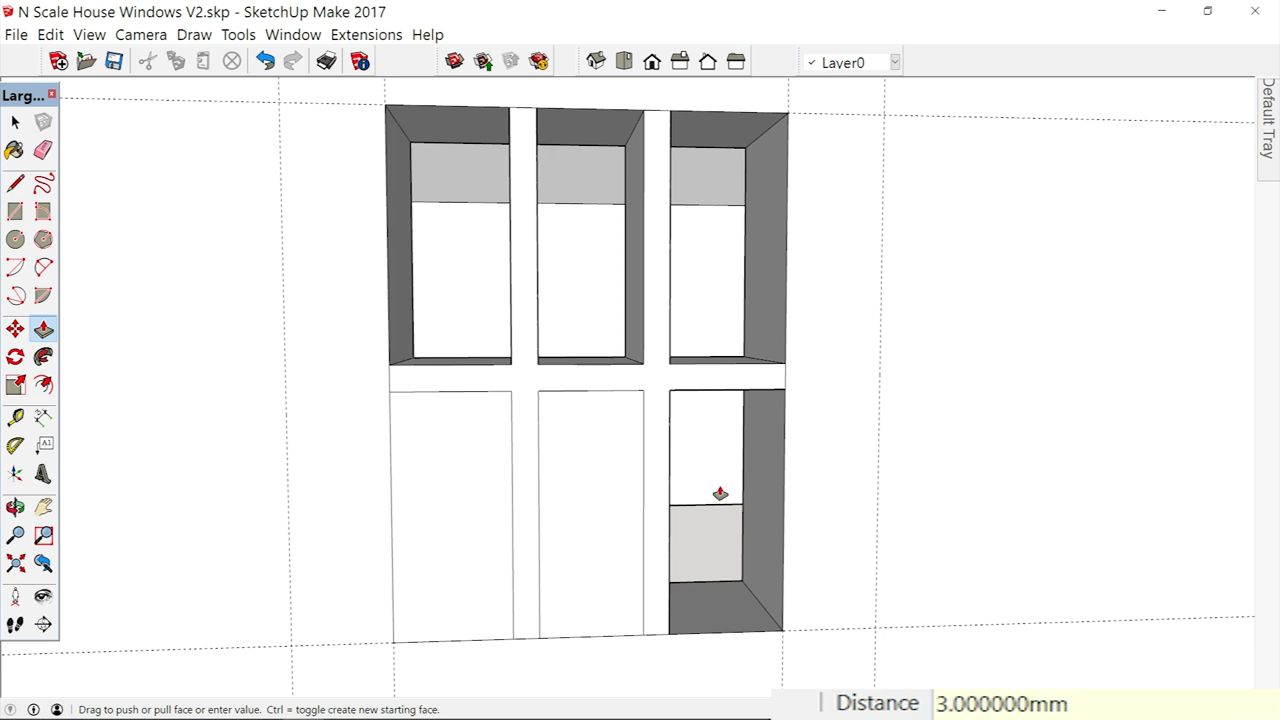 N Scale House Windows V2.skp - SketchUp Make 2017
File Edit View Camera Draw Tools Window Extensions Help
✓ Layer0
Larg...
Default Tray
A1
Drag to push or pull face or enter value. Ctrl = toggle create new starting face.
Distance 3.000000mm